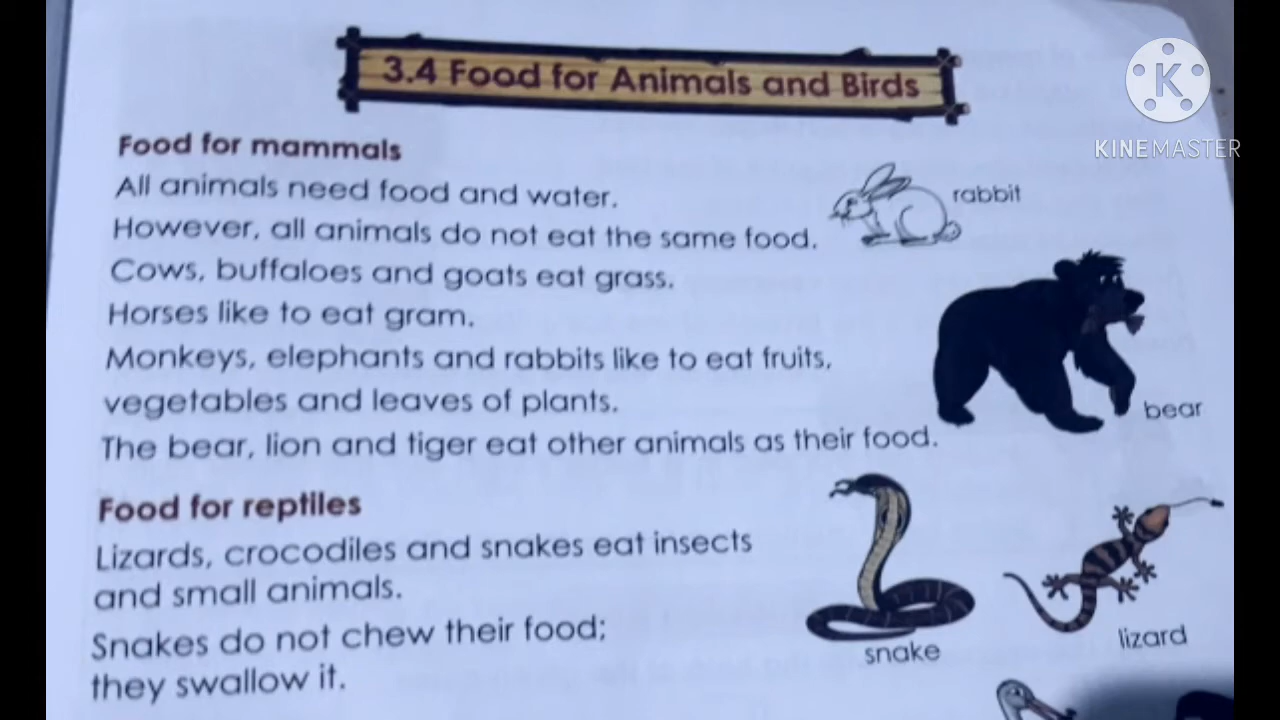 3.4 Food for Animals and Birds
K
KINEMASTER
Food for mammals
All animals need food and water.
rabbit
However, all animals do not eat the same food.
Cows, buffaloes and goats eat grass.
Horses like to eat gram.
Monkeys, elephants and rabbits like to eat fruits,
vegetables and leaves of plants.
bear
The bear, lion and tiger eat other animals as their food.
Food for reptiles
Lizards, crocodiles and snakes eat insects
and small animals.
Snakes do not chew their food;
they swallow it.
snake
lizard